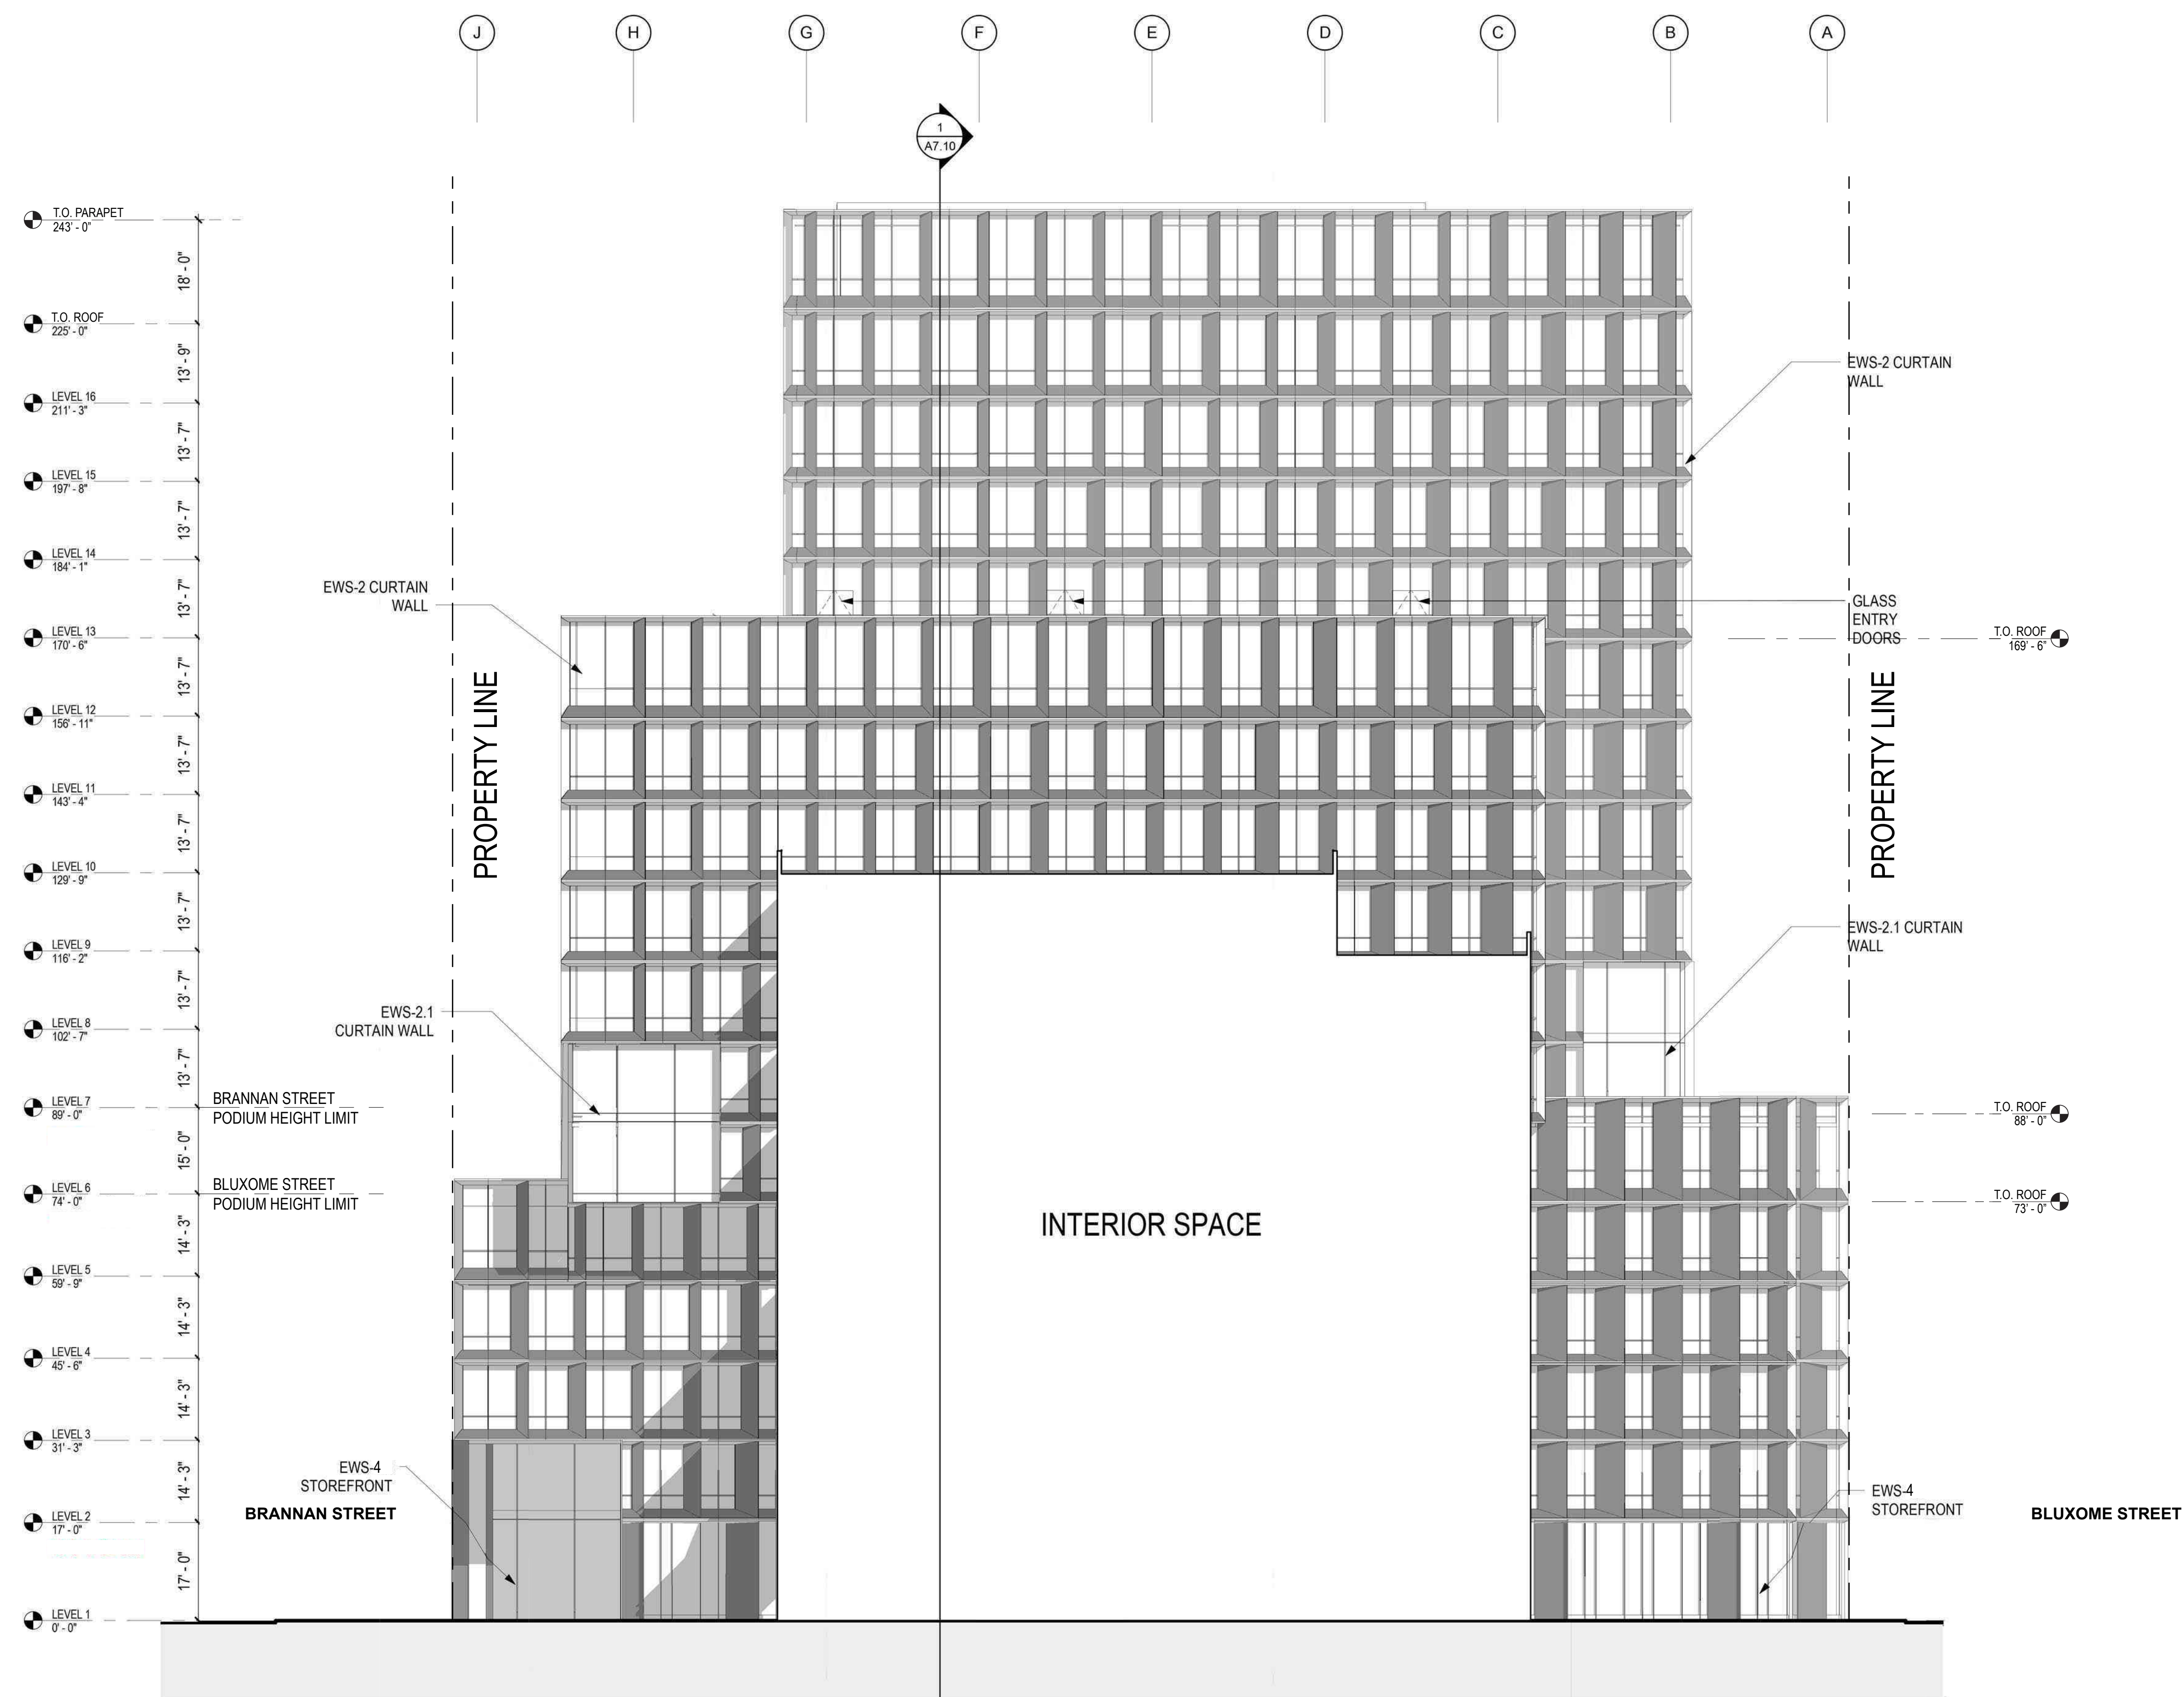 J H G F E D C B A
1
A7.10
T.O. PARAPET
243' - 0"
18' - 0"
T.O. ROOF
225' - 0"
13' - 9"
LEVEL 16
211' - 3"
13' - 7"
LEVEL 15
197' - 8"
13' - 7"
LEVEL 14
184' - 1"
13' - 7"
LEVEL 13
170' - 6"
13' - 7"
LEVEL 12
156' - 11"
13' - 7"
LEVEL 11
143' - 4"
13' - 7"
LEVEL 10
129' - 9"
13' - 7"
LEVEL 9
116' - 2"
13' - 7"
LEVEL 8
102' - 7"
13' - 7"
LEVEL 7
89' - 0"
15' - 0"
LEVEL 6
74' - 0"
14' - 3"
LEVEL 5
59' - 9"
14' - 3"
LEVEL 4
45' - 6"
14' - 3"
LEVEL 3
31' - 3"
14' - 3"
LEVEL 2
17' - 0"
17' - 0"
LEVEL 1
0' - 0"
BRANNAN STREET
PODIUM HEIGHT LIMIT
BLUXOME STREET
PODIUM HEIGHT LIMIT
EWS-2 CURTAIN
WALL
PROPERTY LINE
EWS-2.1
CURTAIN WALL
EWS-4
STOREFRONT
BRANNAN STREET
INTERIOR SPACE
EWS-2 CURTAIN
WALL
GLASS
ENTRY
DOORS
T.O. ROOF
169' - 6"
PROPERTY LINE
EWS-2.1 CURTAIN
WALL
T.O. ROOF
88' - 0"
T.O. ROOF
73' - 0"
EWS-4
STOREFRONT
BLUXOME STREET